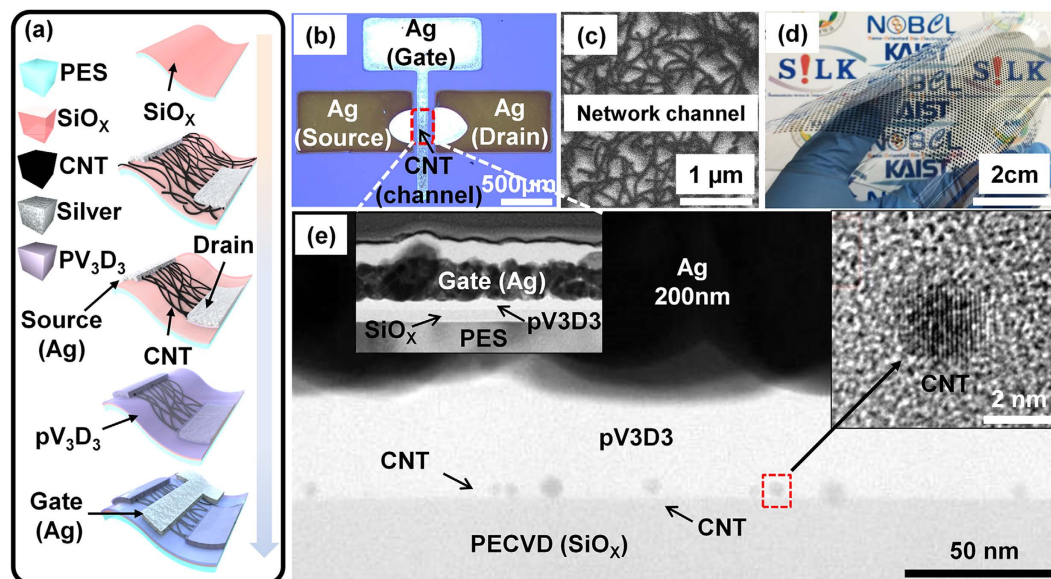 (a)
PES
SiOₓ
CNT
Silver
PV₃D₃
SiOₓ
Drain
Source
(Ag)
CNT
pV₃D₃
Gate
(Ag)
(b)
Ag
(Gate)
Ag
(Source)
Ag
(Drain)
CNT
(channel)
500μm
(c)
Network channel
1 μm
(d)
NOBEL
KAIST
S!LK
S!LK
NOBEL
KAIST
NOBEL
KAIST
2cm
(e)
Gate (Ag)
SiOₓ
pV3D3
PES
Ag
200nm
CNT
2 nm
pV3D3
CNT
CNT
PECVD (SiOₓ)
50 nm